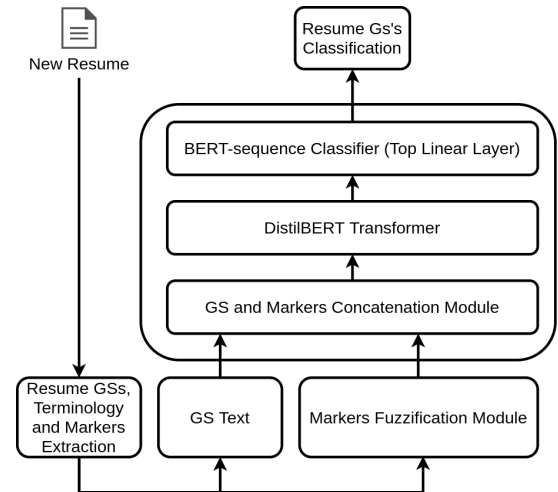 New Resume
Resume Gs's
Classification
BERT-sequence Classifier (Top Linear Layer)
DistilBERT Transformer
GS and Markers Concatenation Module
Resume GSs,
Terminology
and Markers
Extraction
GS Text
Markers Fuzzification Module